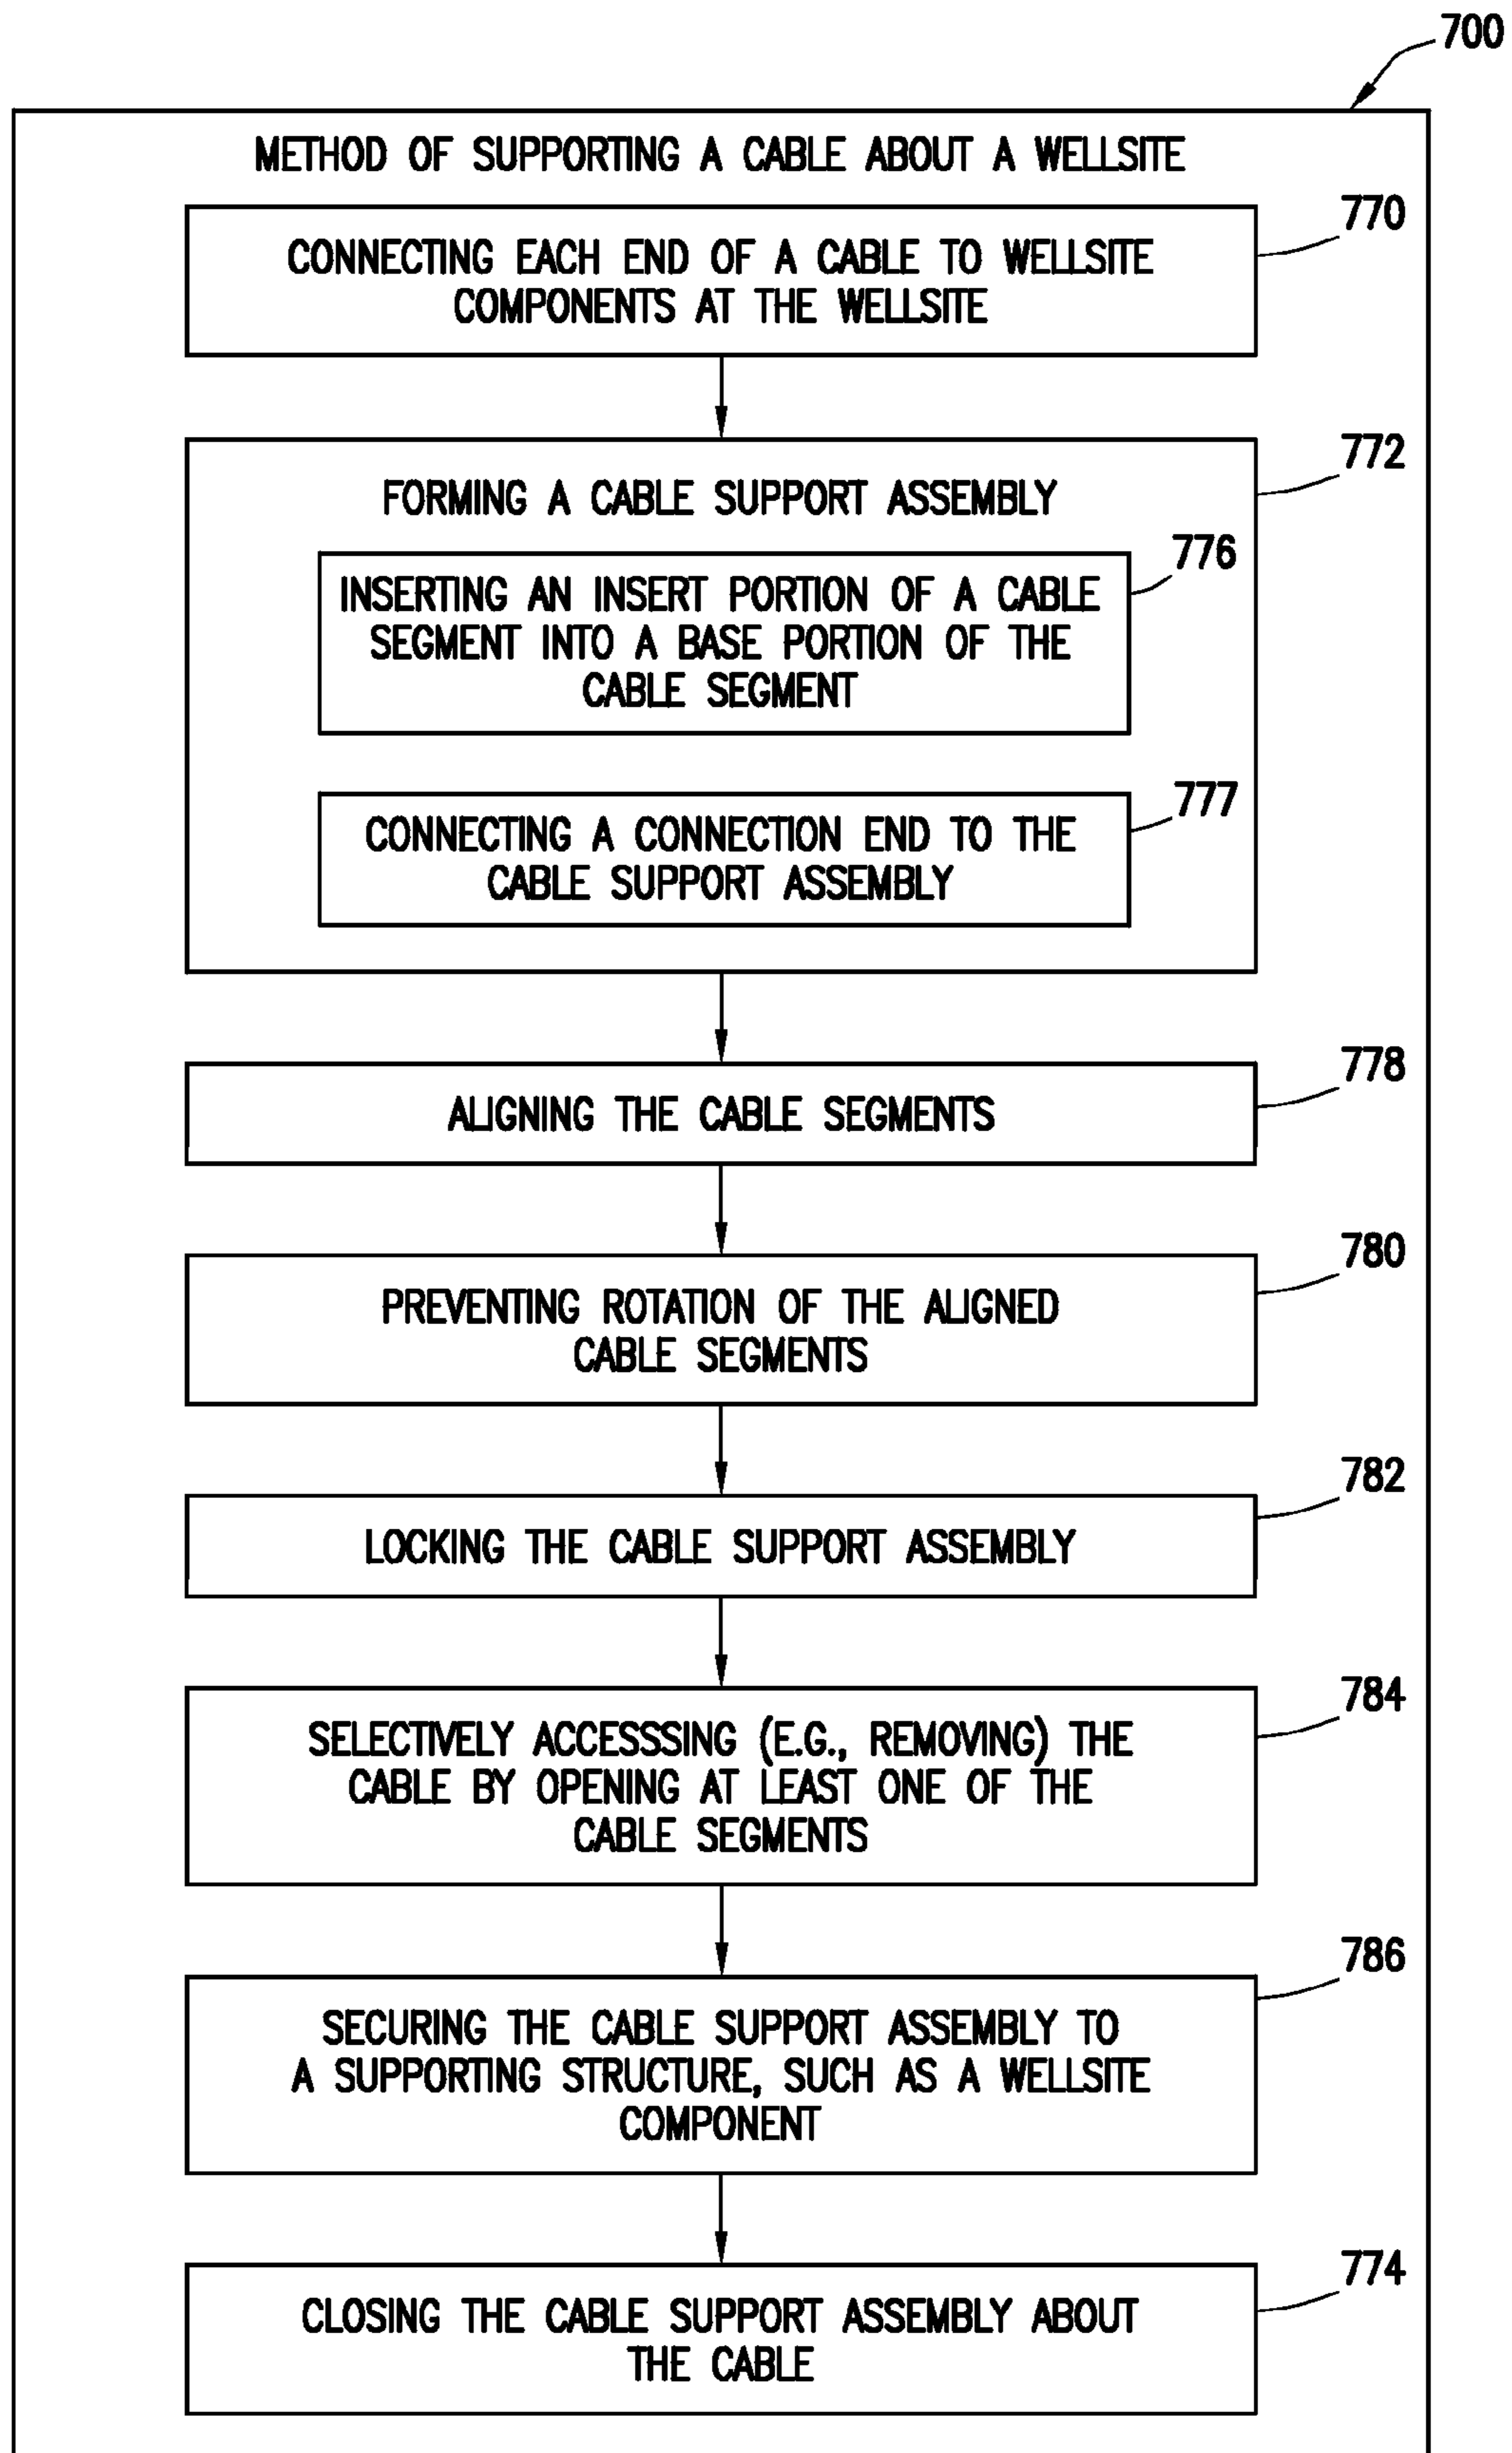 700
METHOD OF SUPPORTING A CABLE ABOUT A WELLSITE
770
CONNECTING EACH END OF A CABLE TO WELLSITE
COMPONENTS AT THE WELLSITE
772
FORMING A CABLE SUPPORT ASSEMBLY
776
INSERTING AN INSERT PORTION OF A CABLE
SEGMENT INTO A BASE PORTION OF THE
CABLE SEGMENT
777
CONNECTING A CONNECTION END TO THE
CABLE SUPPORT ASSEMBLY
778
ALIGNING THE CABLE SEGMENTS
780
PREVENTING ROTATION OF THE ALIGNED
CABLE SEGMENTS
782
LOCKING THE CABLE SUPPORT ASSEMBLY
784
SELECTIVELY ACCESSSING (E.G., REMOVING) THE
CABLE BY OPENING AT LEAST ONE OF THE
CABLE SEGMENTS
786
SECURING THE CABLE SUPPORT ASSEMBLY TO
A SUPPORTING STRUCTURE, SUCH AS A WELLSITE
COMPONENT
774
CLOSING THE CABLE SUPPORT ASSEMBLY ABOUT
THE CABLE